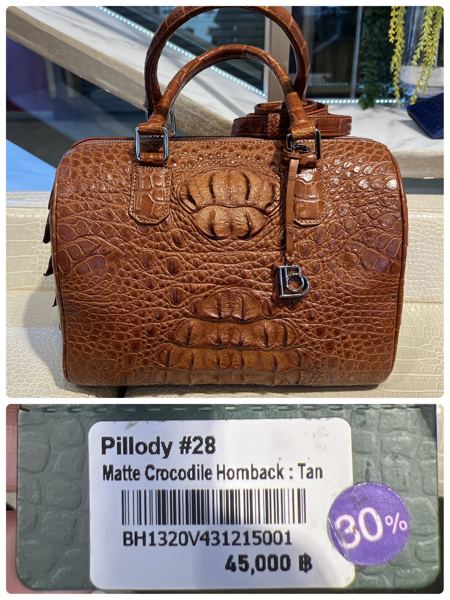 Pillody #28
Matte Crocodile Hornback : Tan
BH1320V431215001
45,000 ฿
30%